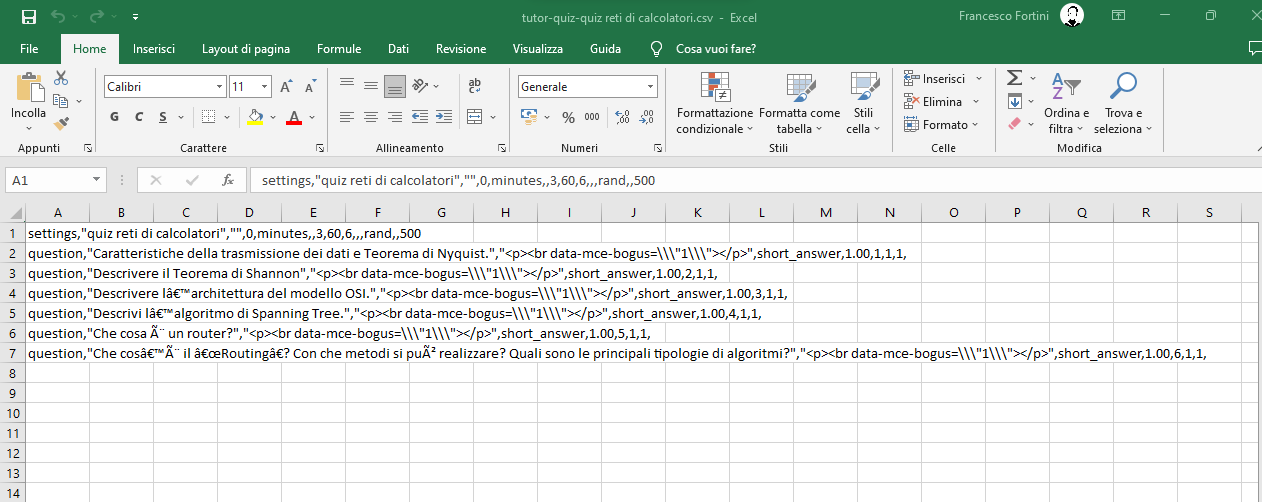 tutor-quiz-quiz reti di calcolatori.csv - Excel
Francesco Fortini
File Home Inserisci Layout di pagina Formule Dati Revisione Visualizza Guida Cosa vuoi fare?
Incolla
Calibri 11
G C S A
ab c
Generale
% 000
Formattazione condizionale
Formatta come tabella
Stili cella
Inserisci
Elimina
Formato
Ordina e filtra
Trova e seleziona
Appunti Carattere Allineamento Numeri Stili Celle Modifica
A1 fx settings,"quiz reti di calcolatori","",0,minutes,,3,60,6,,,rand,,500
A B C D E F G H I J K L M N O P Q R S
1 settings,"quiz reti di calcolatori","",0,minutes,,3,60,6,,,rand,,500
2 question,"Caratteristiche della trasmissione dei dati e Teorema di Nyquist.","<p><br data-mce-bogus=\\\"1\\\"></p>",short_answer,1.00,1,1,1,
3 question,"Descrivere il Teorema di Shannon","<p><br data-mce-bogus=\\\"1\\\"></p>",short_answer,1.00,2,1,1,
4 question,"Descrivere lâ€™architettura del modello OSI.","<p><br data-mce-bogus=\\\"1\\\"></p>",short_answer,1.00,3,1,1,
5 question,"Descrivi lâ€™algoritmo di Spanning Tree.","<p><br data-mce-bogus=\\\"1\\\"></p>",short_answer,1.00,4,1,1,
6 question,"Che cosa Ã¨ un router?","<p><br data-mce-bogus=\\\"1\\\"></p>",short_answer,1.00,5,1,1,
7 question,"Che cosâ€™Ã¨ il â€œRoutingâ€? Con che metodi si puÃ² realizzare? Quali sono le principali tipologie di algoritmi?","<p><br data-mce-bogus=\\\"1\\\"></p>",short_answer,1.00,6,1,1,
8
9
10
11
12
13
14